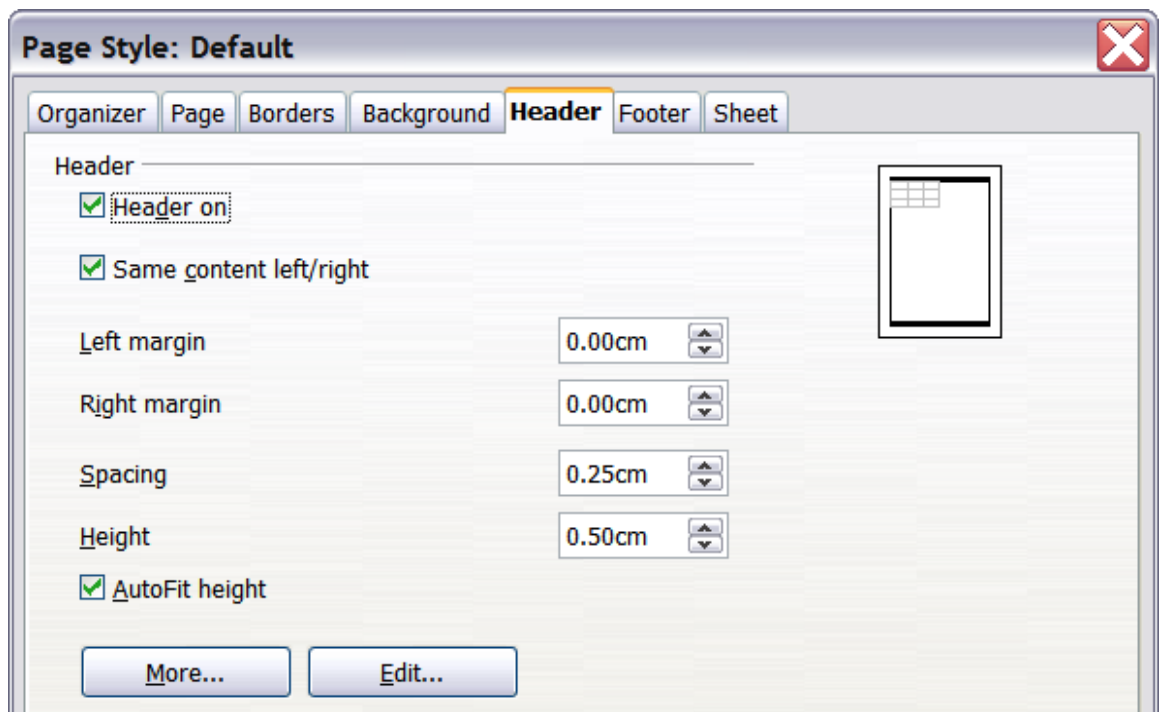 Page Style: Default
Organizer Page Borders Background Header Footer Sheet
Header
Header on
Same content left/right
Left margin 0.00cm
Right margin 0.00cm
Spacing 0.25cm
Height 0.50cm
AutoFit height
More... Edit...